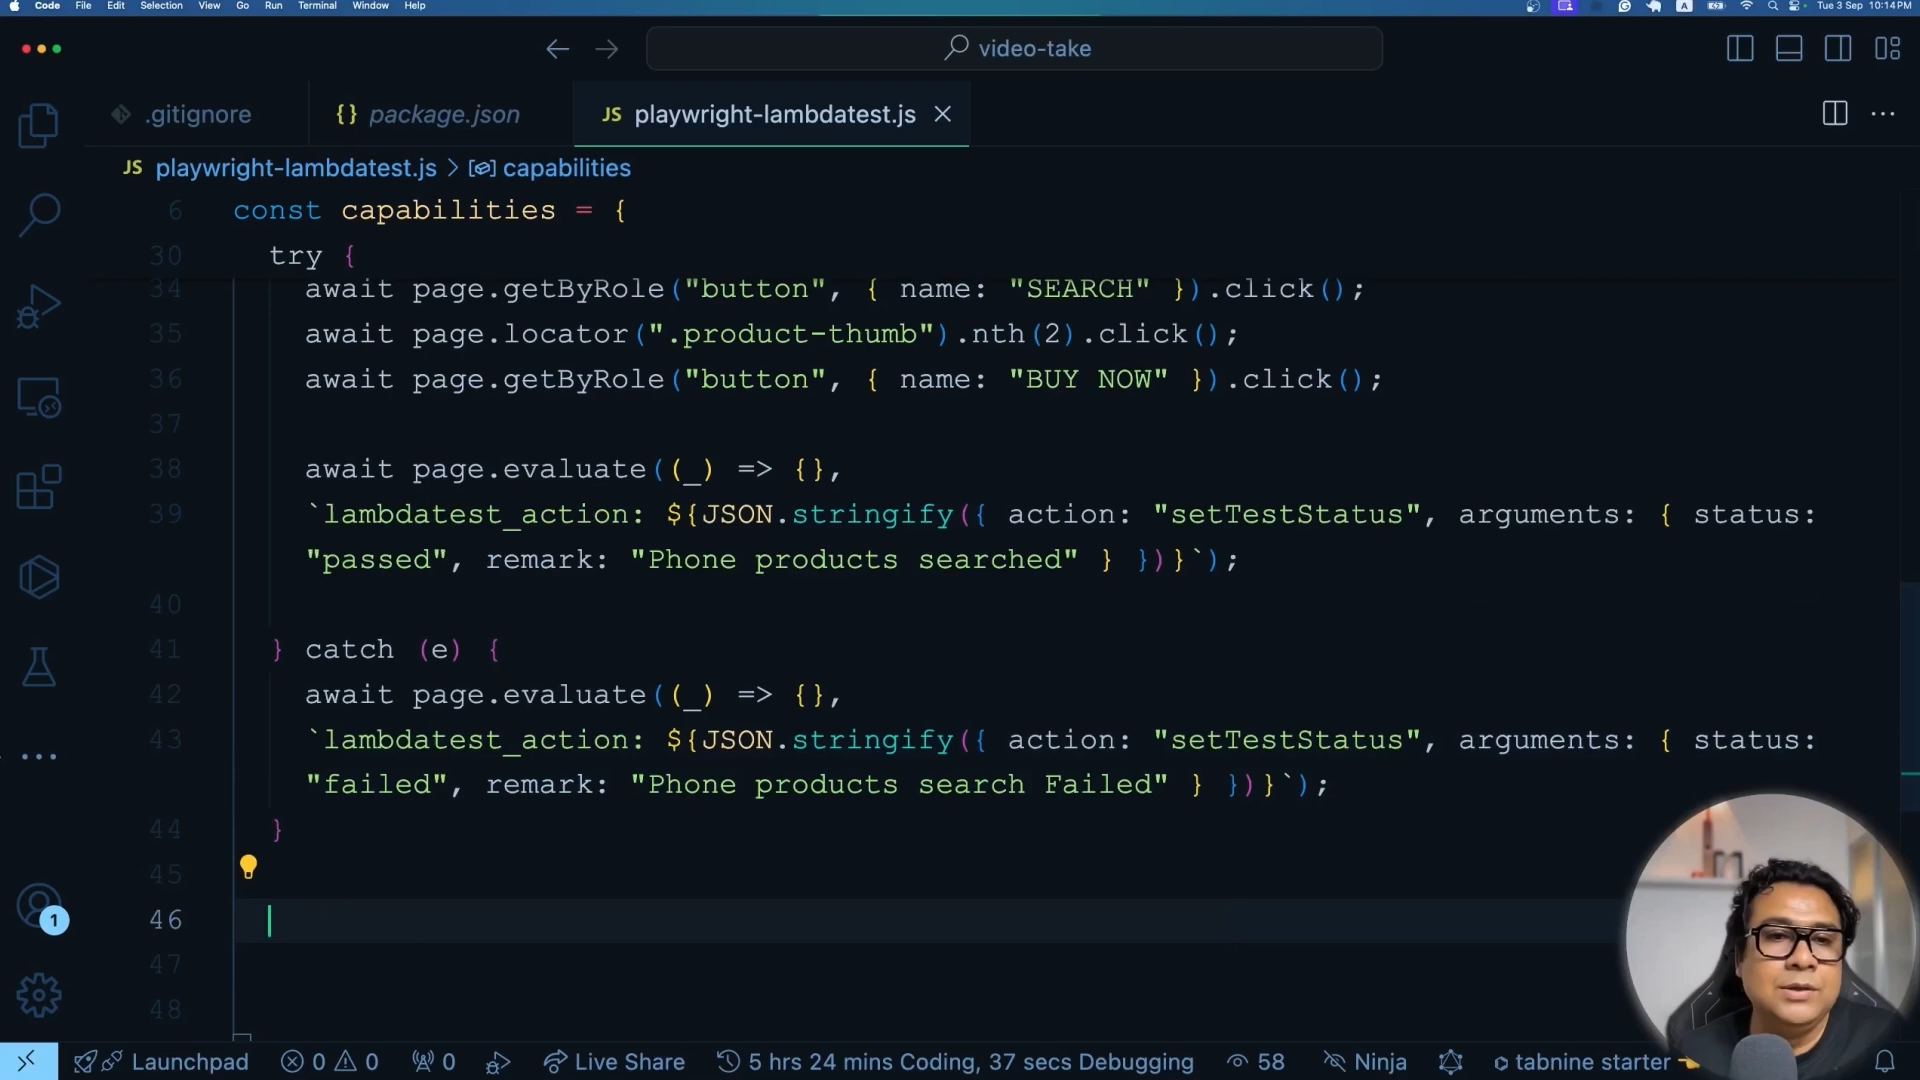 Code File Edit Selection View Go Run Terminal Window Help
A
Tue 3 Sep 10:14 PM
video-take
.gitignore
{} package.json
JS playwright-lambdatest.js
JS playwright-lambdatest.js > capabilities
6 const capabilities = {
30 try {
34 await page.getByRole("button", { name: "SEARCH" }).click();
35 await page.locator(".product-thumb").nth(2).click();
36 await page.getByRole("button", { name: "BUY NOW" }).click();
37
38 await page.evaluate((_) => {},
39 `lambdatest_action: ${JSON.stringify({ action: "setTestStatus", arguments: { status:
"passed", remark: "Phone products searched" } })}`);
40
41 } catch (e) {
42 await page.evaluate((_) => {},
43 `lambdatest_action: ${JSON.stringify({ action: "setTestStatus", arguments: { status:
"failed", remark: "Phone products search Failed" } })}`);
44 }
45
46
1
47
48
Launchpad 0 0 0 Live Share 5 hrs 24 mins Coding, 37 secs Debugging 58 Ninja tabnine starter